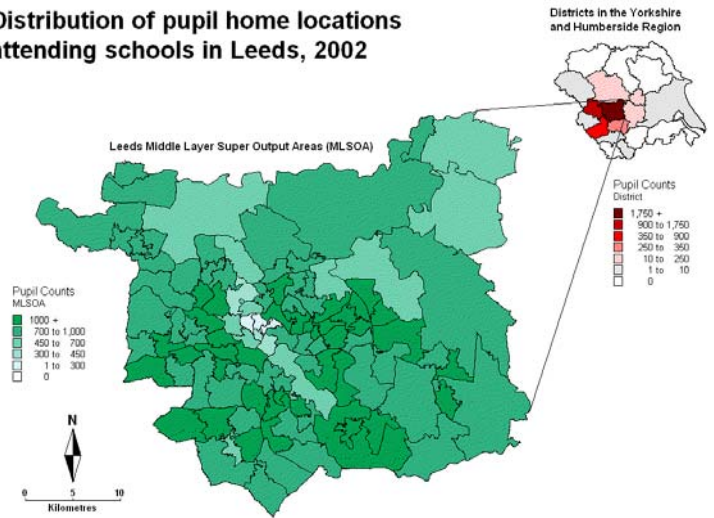 Distribution of pupil home locations
attending schools in Leeds, 2002
Districts in the Yorkshire
and Humberside Region
Leeds Middle Layer Super Output Areas (MLSOA)
Pupil Counts
District
1,750 +
900 to 1,750
350 to 900
250 to 350
10 to 250
1 to 10
0
Pupil Counts
MLSOA
1000 +
700 to 1,000
450 to 700
300 to 450
1 to 300
0
N
0 5 10
Kilometres